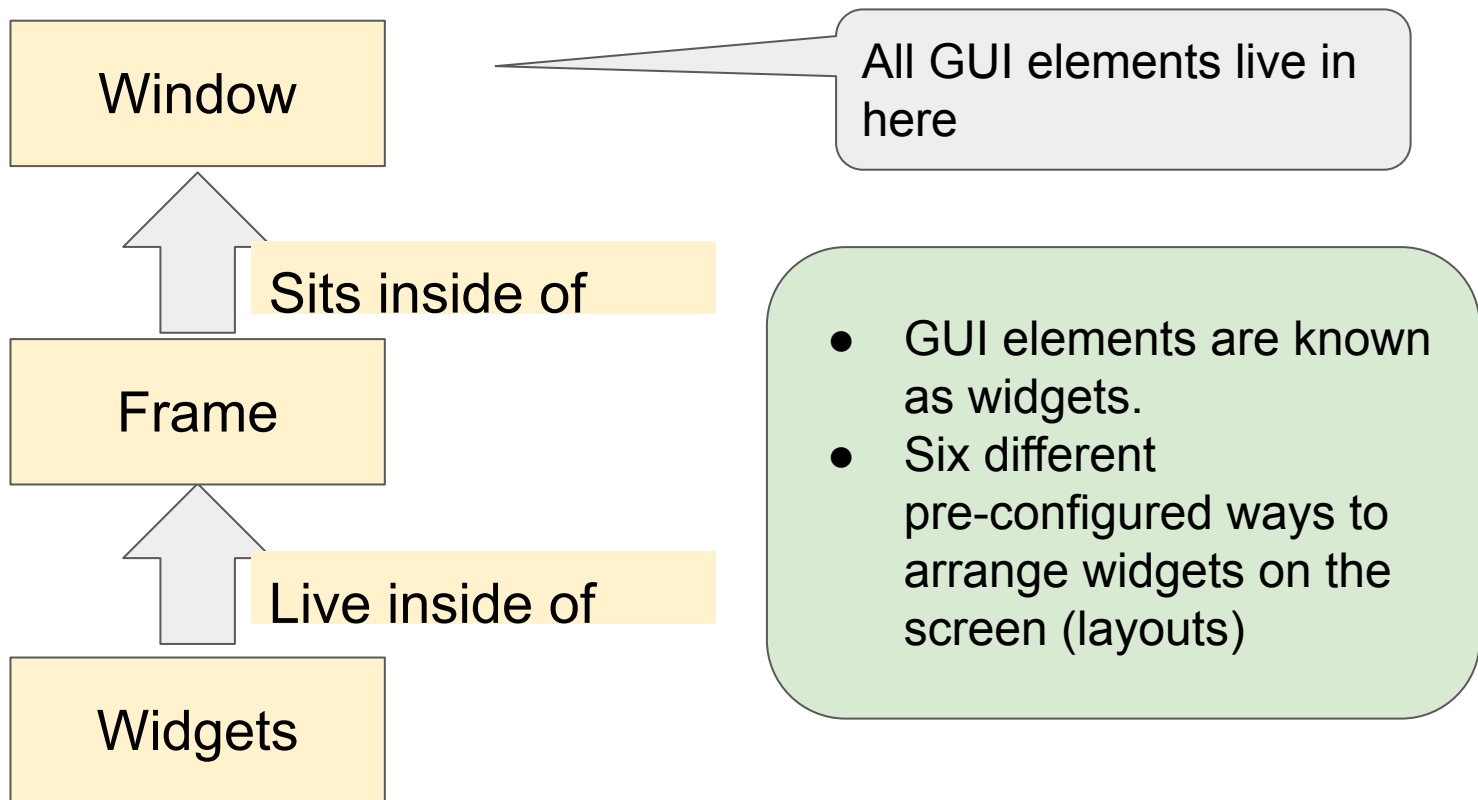 Window
All GUI elements live in
here
Sits inside of
Frame
Live inside of
Widgets
● GUI elements are known
as widgets.
● Six different
pre-configured ways to
arrange widgets on the
screen (layouts)